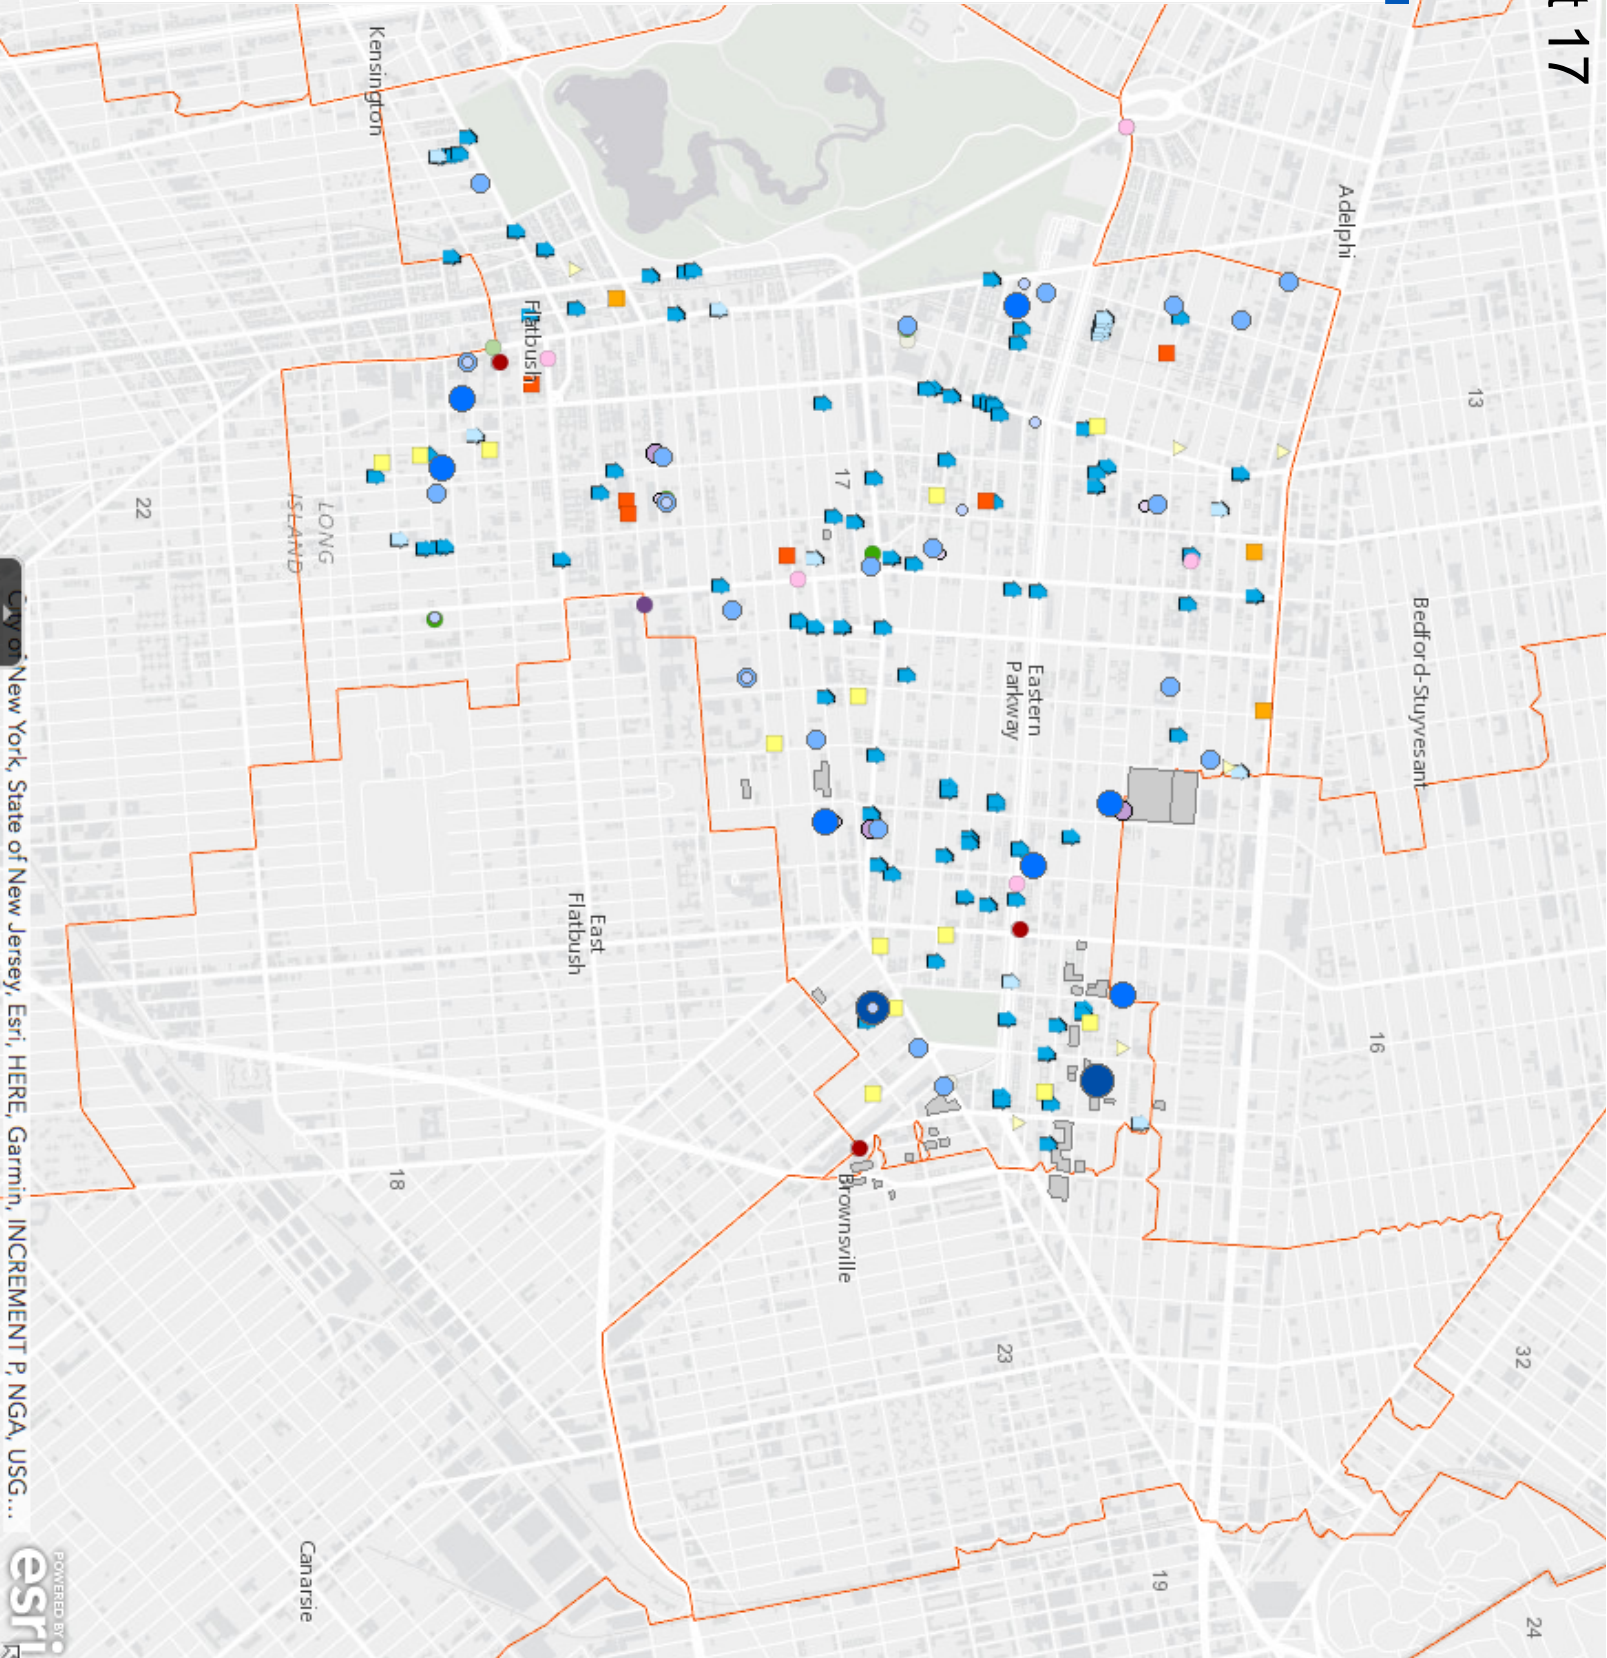 t 17
Kensington
Adelphi
13
Flatbush
17
22
LONG
ISLAND
Bedford-Stuyvesant
Eastern
Parkway
East
Flatbush
16
18
Brownsville
23
32
19
Canarsie
24
City of New York, State of New Jersey, Esri, HERE, Garmin, INCREMENT P, NGA, USG...
POWERED BY
esri